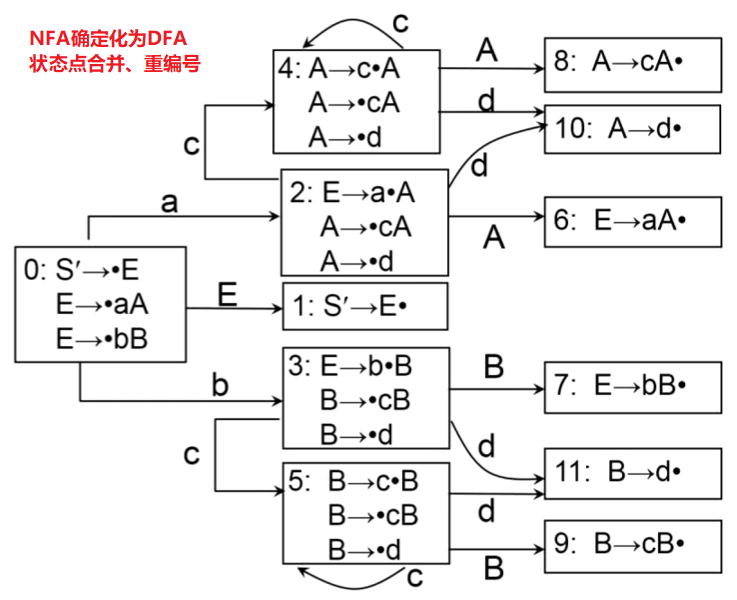 NFA确定化为DFA
状态点合并、重编号
c
4: A→c•A
A→•cA
A→•d
A
8: A→cA•
d
10: A→d•
c
d
2: E→a•A
A→•cA
A→•d
a
A
6: E→aA•
0: S′→•E
E→•aA
E→•bB
E
1: S′→E•
b
3: E→b•B
B→•cB
B→•d
B
7: E→bB•
c
d
11: B→d•
5: B→c•B
B→•cB
B→•d
d
B
9: B→cB•
c